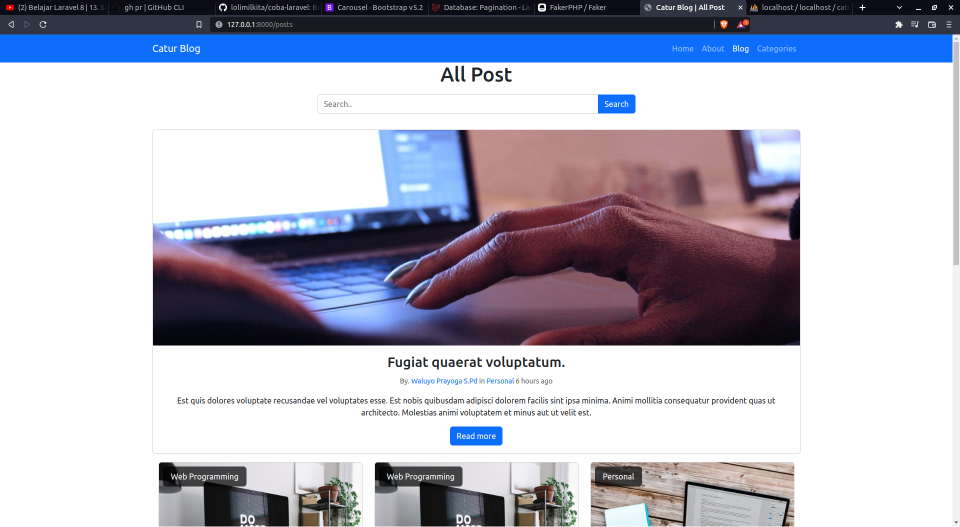 (2) Belajar Laravel 8 | 13. S
gh pr | GitHub CLI
lolimilkita/coba-laravel: B
Carousel · Bootstrap v5.2
Database: Pagination - La
FakerPHP / Faker
Catur Blog | All Post
localhost / localhost / cat
127.0.0.1:8000/posts
Catur Blog
Home About Blog Categories
All Post
Search..
Search
Fugiat quaerat voluptatum.
By. Waluyo Prayoga S.Pd in Personal 6 hours ago
Est quis dolores voluptate recusandae vel voluptates esse. Est nobis quibusdam adipisci dolorem facilis sint ipsa minima. Animi mollitia consequatur provident quas ut
architecto. Molestias animi voluptatem et minus aut ut velit est.
Read more
Web Programming
Web Programming
Personal
DO
DO